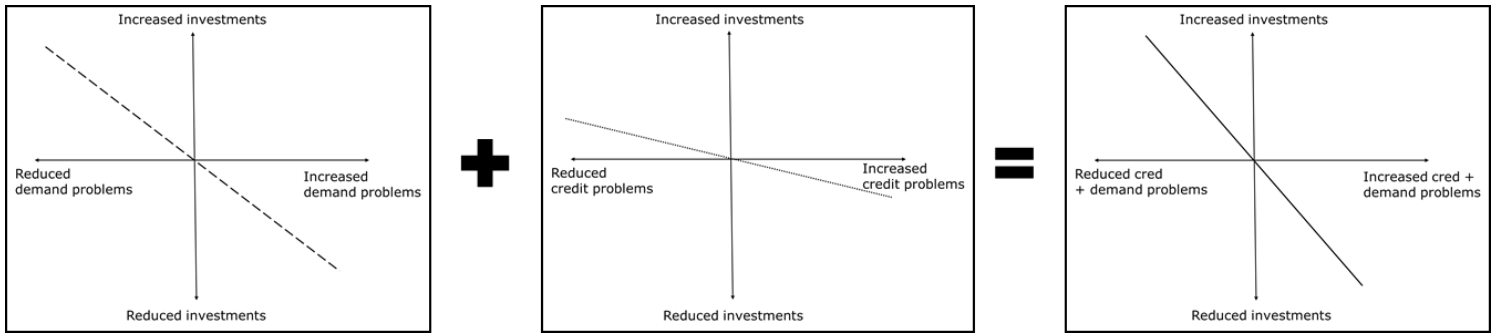 Increased investments
Reduced
demand problems
Increased
demand problems
Reduced investments
+
Increased investments
Reduced
credit problems
Increased
credit problems
Reduced investments
=
Increased investments
Reduced cred
+ demand problems
Increased cred +
demand problems
Reduced investments